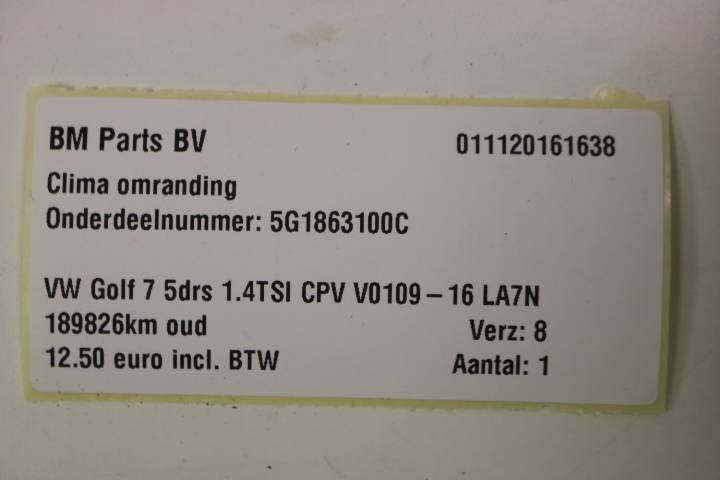 BM Parts BV 011120161638
Clima omranding
Onderdeelnummer: 5G1863100C
VW Golf 7 5drs 1.4TSI CPV V0109 – 16 LA7N
189826km oud Verz: 8
12.50 euro incl. BTW Aantal: 1